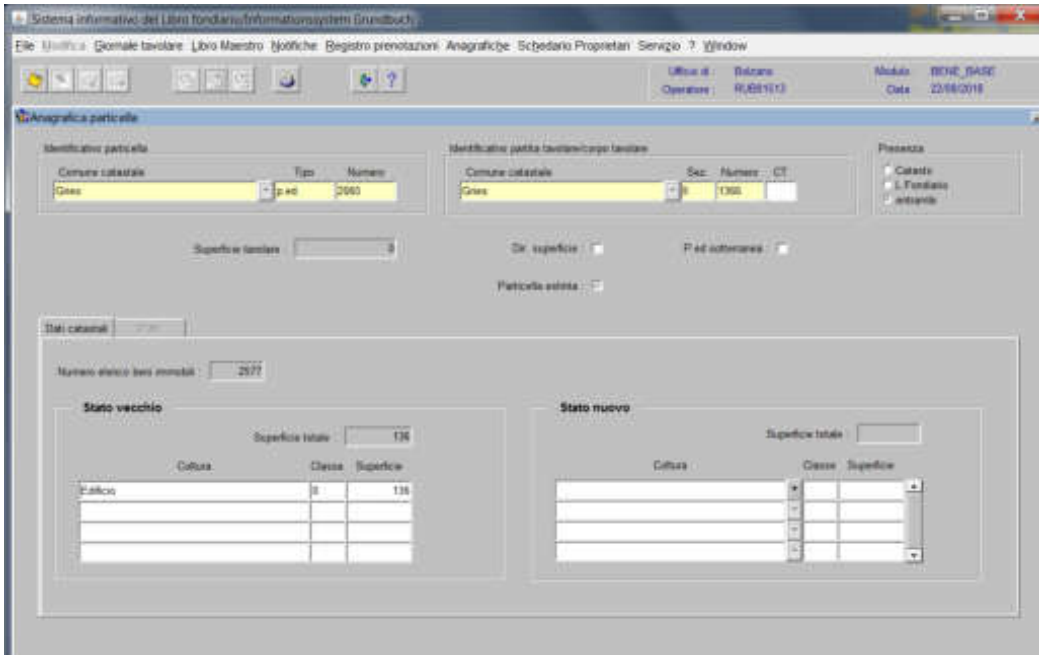 Sistema informativo del Libro fondiario/Informationssystem Grundbuch
File Modifica Giornale tavolare Libro Maestro Notifiche Registro prenotazioni Anagrafiche Schedario Proprietari Servizio ? Window
Ufficio di : Bolzano Modulo : BENE_BASE
Operatore : Data : 22/08/2018
Anagrafica particelle
Identificativo particella Identificativo partita tavolare/corpo tavolare Presenza
Comune catastale Tipo Numero Comune catastale Sez. Numero CT Catasto
Gries p.ed Gries II L.Fondiario
entrambi
Superficie tavolare : 0 Dir. superficie : P.ed sotterranea :
Particella estinta :
Dati catastali
Numero elenco beni immobili : 2977
Stato vecchio Stato nuovo
Superficie totale : 136 Superficie totale :
Coltura Classe Superficie Coltura Classe Superficie
Edificio 0 136